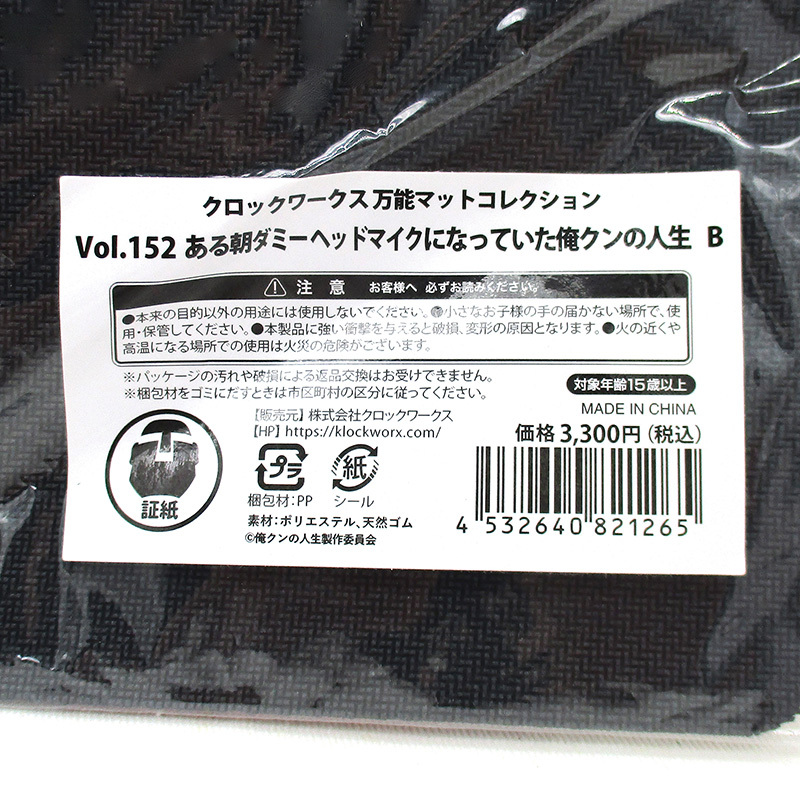 クロックワークス 万能マットコレクション
Vol.152 ある朝ダミーヘッドマイクになっていた俺クンの人生 B
注意 お客様へ 必ずお読みください。
●本来の目的以外の用途には使用しないでください。●小さなお子様の手の届かない場所で、使
用・保管してください。●本製品に強い衝撃を与えると破損、変形の原因となります。●火の近くや
高温になる場所での使用は火災の危険がございます。
※パッケージの汚れや破損による返品交換はお受けできません。
※梱包材をゴミにだすときは市区町村の区分に従ってください。
対象年齢15歳以上
MADE IN CHINA
【販売元】株式会社クロックワークス
【HP】https://klockworx.com/
価格 3,300円(税込)
証紙
プラ
紙
梱包材:PP シール
素材:ポリエステル、天然ゴム
©俺クンの人生製作委員会
4 532640 821265